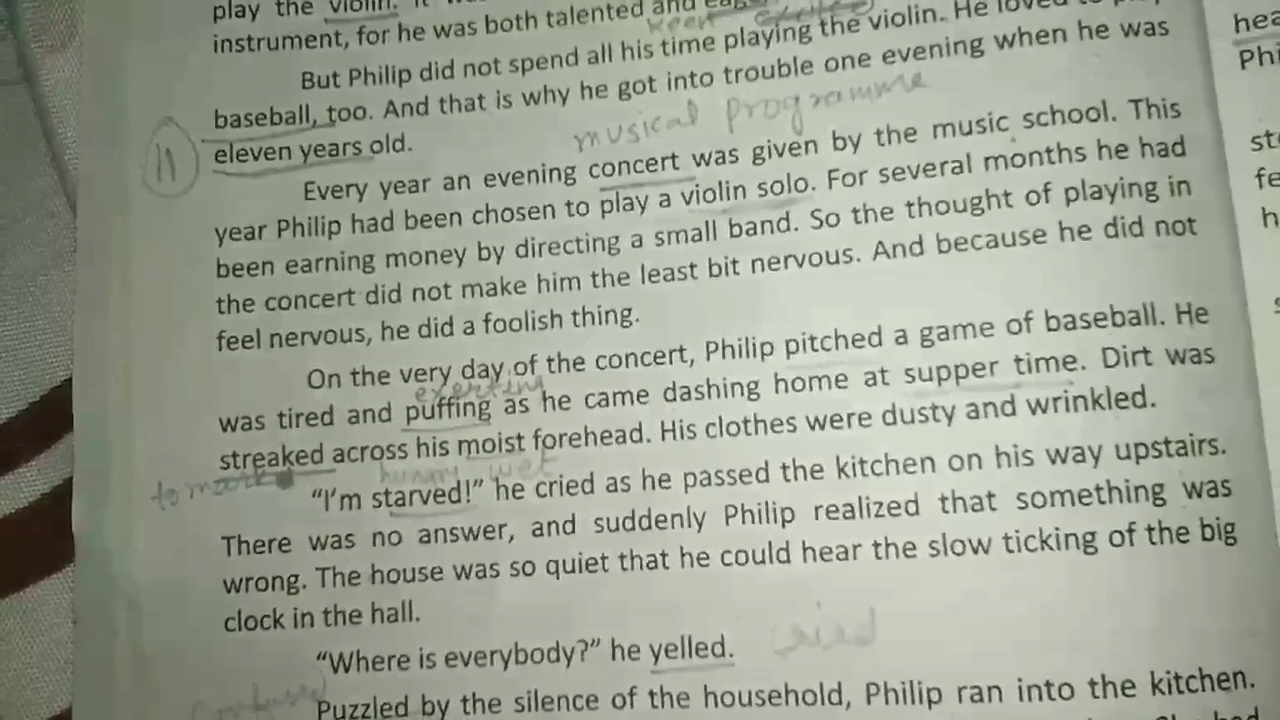 play the violin. It
instrument, for he was both talented and
keen
But Philip did not spend all his time playing the violin. He loved to
baseball, too. And that is why he got into trouble one evening when he was
musical programme
11
eleven years old.
Every year an evening concert was given by the music school. This
year Philip had been chosen to play a violin solo. For several months he had
been earning money by directing a small band. So the thought of playing in
the concert did not make him the least bit nervous. And because he did not
feel nervous, he did a foolish thing.
On the very day of the concert, Philip pitched a game of baseball. He
exerting
was tired and puffing as he came dashing home at supper time. Dirt was
streaked across his moist forehead. His clothes were dusty and wrinkled.
to hungry wet
"I'm starved!" he cried as he passed the kitchen on his way upstairs.
There was no answer, and suddenly Philip realized that something was
wrong. The house was so quiet that he could hear the slow ticking of the big
clock in the hall.
cried
"Where is everybody?" he yelled.
Puzzled by the silence of the household, Philip ran into the kitchen.
had
hea
Phi
st
fe
h